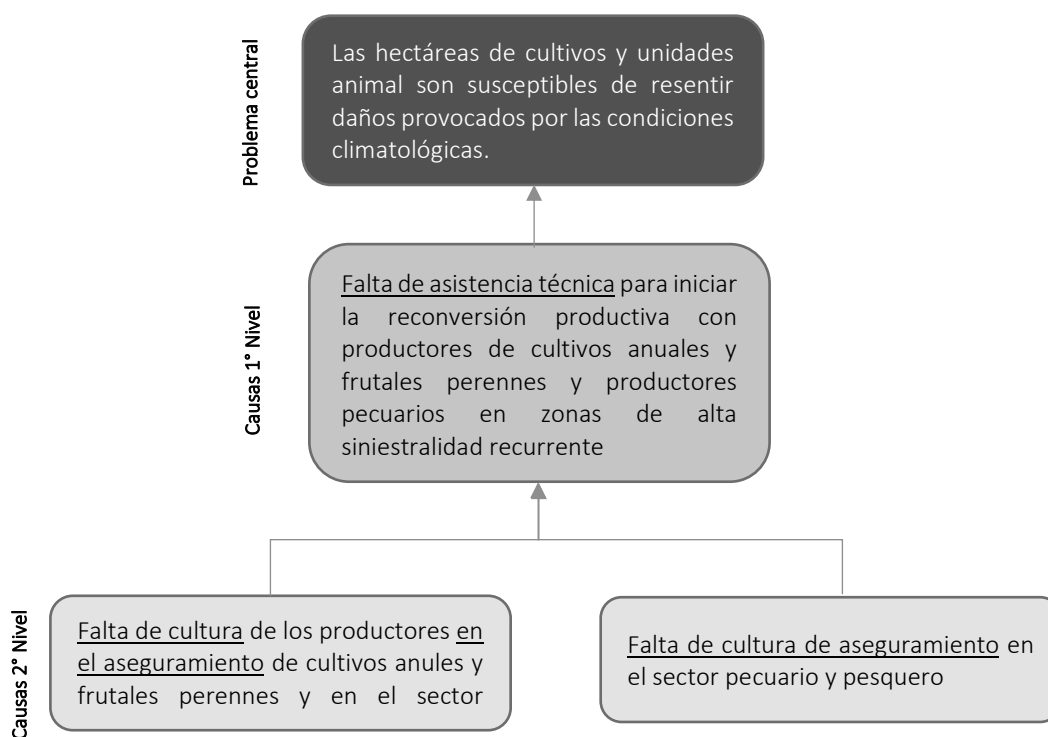 Problema central
Las hectáreas de cultivos y unidades
animal son susceptibles de resentir
daños provocados por las condiciones
climatológicas.
Causas 1° Nivel
Falta de asistencia técnica para iniciar
la reconversión productiva con
productores de cultivos anuales y
frutales perennes y productores
pecuarios en zonas de alta
siniestralidad recurrente
Causas 2° Nivel
Falta de cultura de los productores en
el aseguramiento de cultivos anules y
frutales perennes y en el sector
Falta de cultura de aseguramiento en
el sector pecuario y pesquero